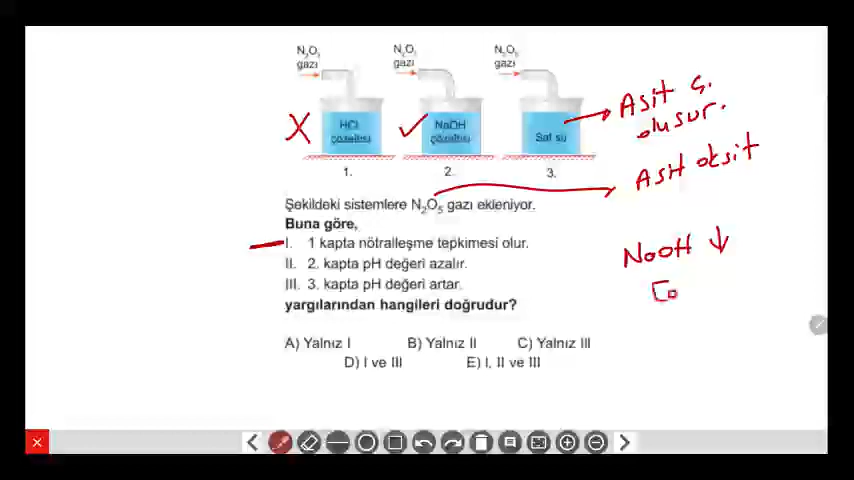 N₂O₅ N₂O₅ N₂O₅
gazı gazı gazı
HCl NaOH Saf su
çözeltisi çözeltisi
1. 2. 3.
Asit ç.
oluşur.
Asit oksit
Şekildeki sistemlere N₂O₅ gazı ekleniyor.
Buna göre,
I. 1 kapta nötralleşme tepkimesi olur.
II. 2. kapta pH değeri azalır.
III. 3. kapta pH değeri artar.
yargılarından hangileri doğrudur?
NaOH ↓
A) Yalnız I B) Yalnız II C) Yalnız III
D) I ve III E) I, II ve III